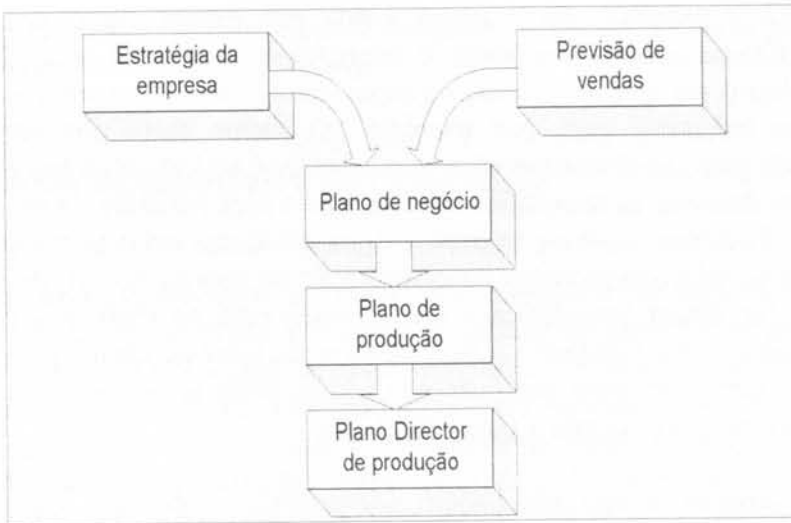 Estratégia da
empresa
Previsão de
vendas
Plano de negócio
Plano de
produção
Plano Director
de produção